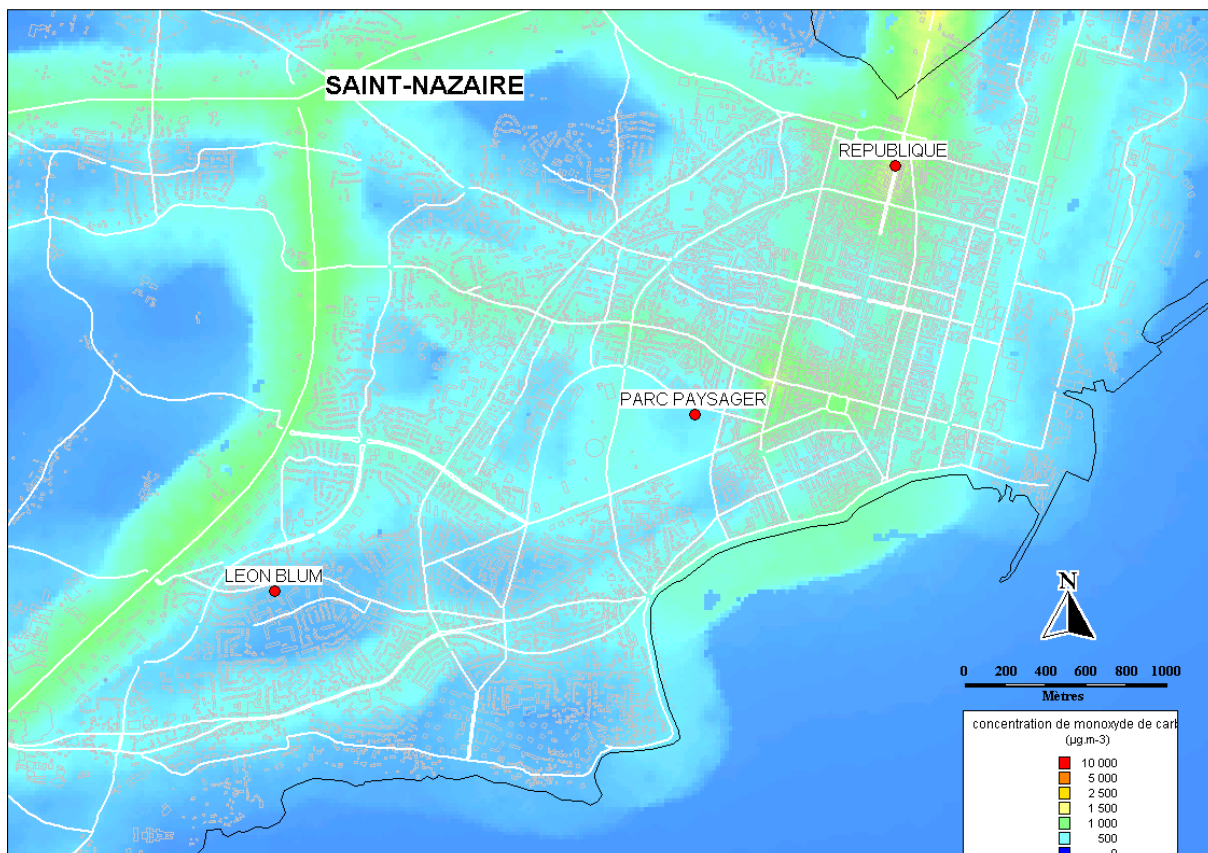 SAINT-NAZAIRE
REPUBLIQUE
PARC PAYSAGER
LEON BLUM
N
0 200 400 600 800 1000
Mètres
concentration de monoxyde de carb
(µg.m-3)
10 000
5 000
2 500
1 500
1 000
500
0